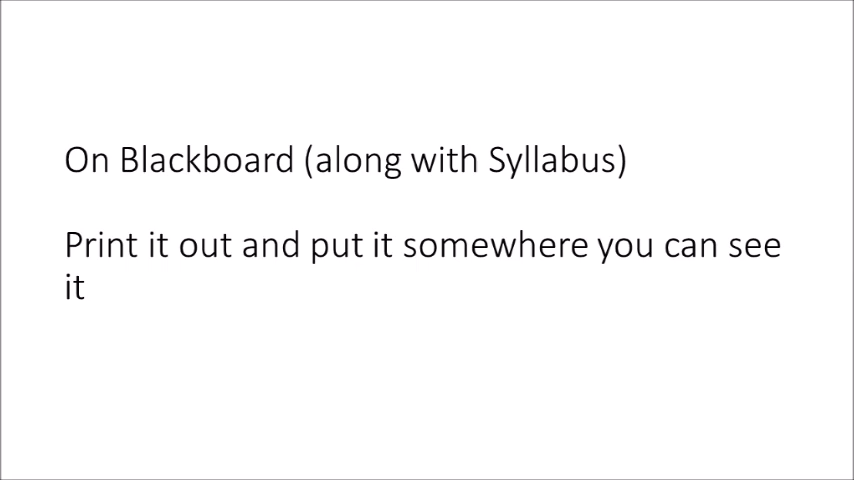 On Blackboard (along with Syllabus)
Print it out and put it somewhere you can see
it